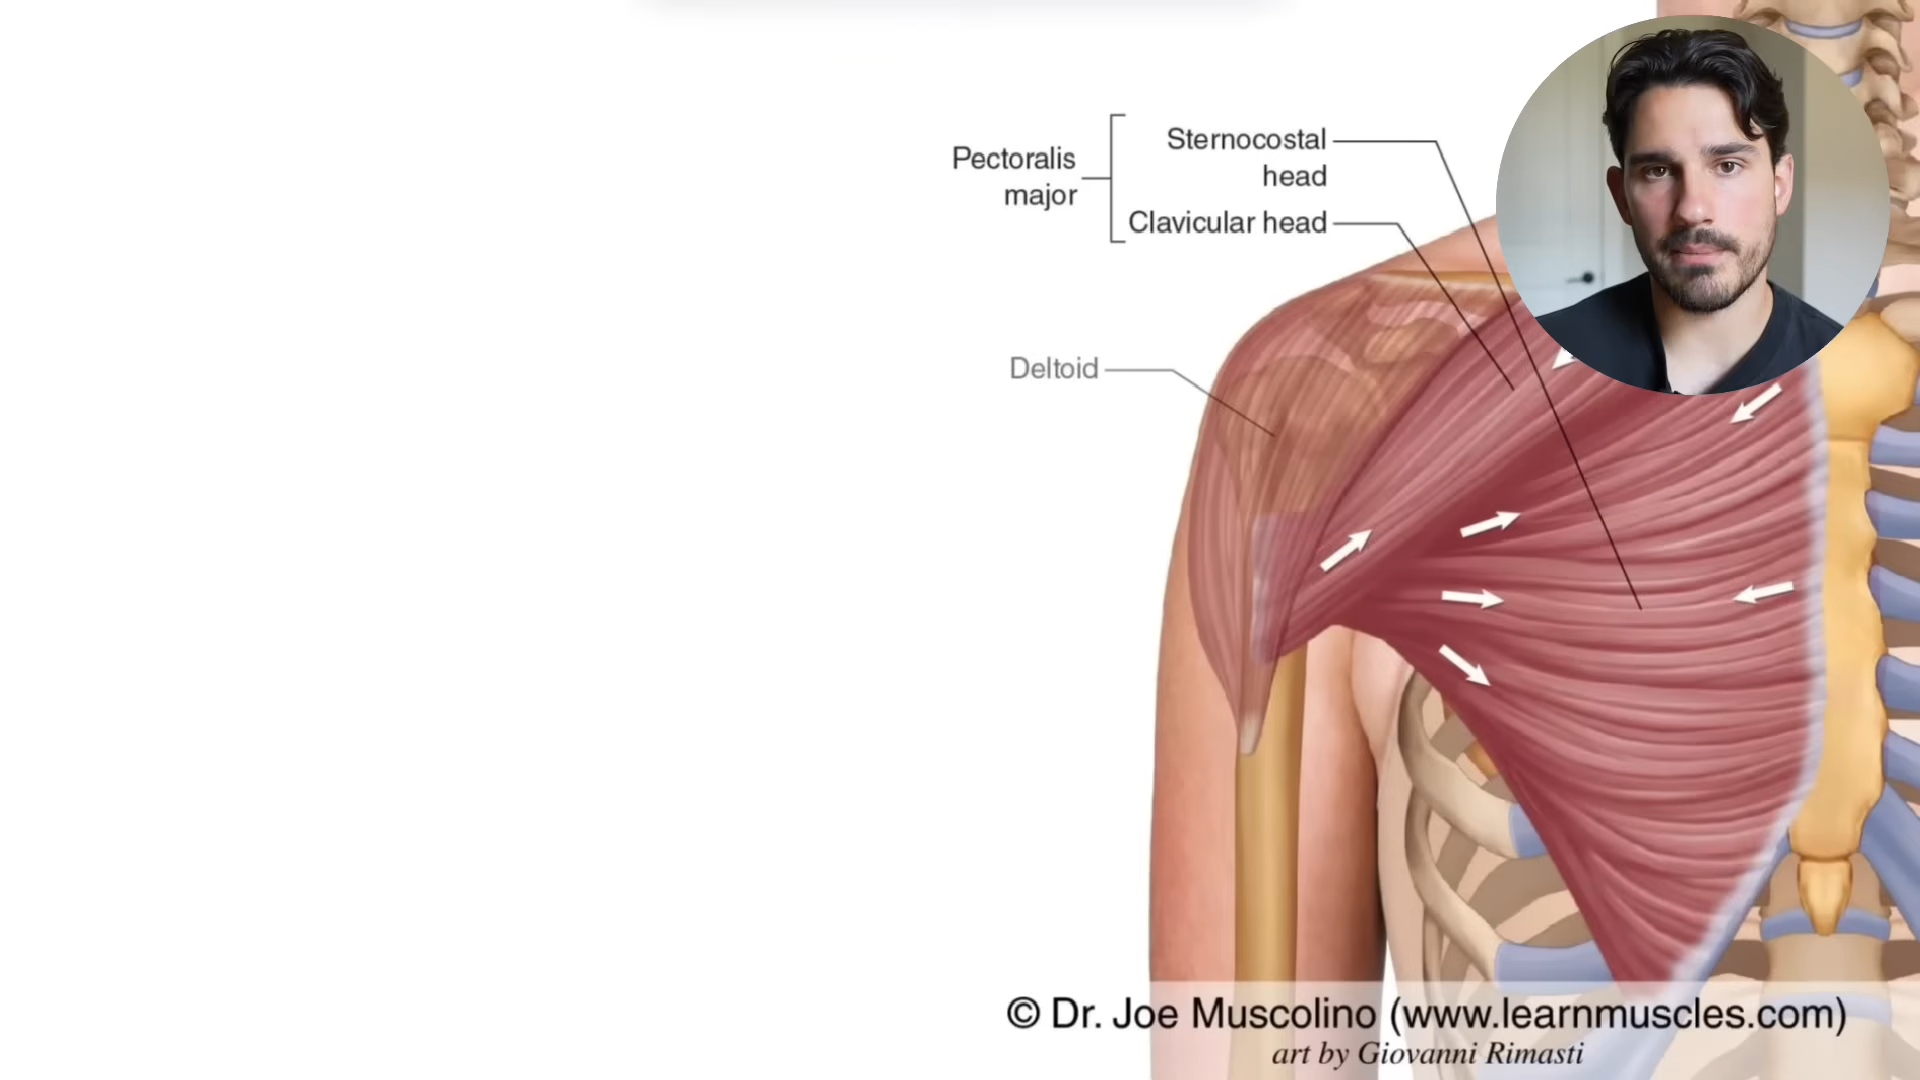 Pectoralis
major
Sternocostal
head
Clavicular head
Deltoid
© Dr. Joe Muscolino (www.learnmuscles.com)
art by Giovanni Rimasti